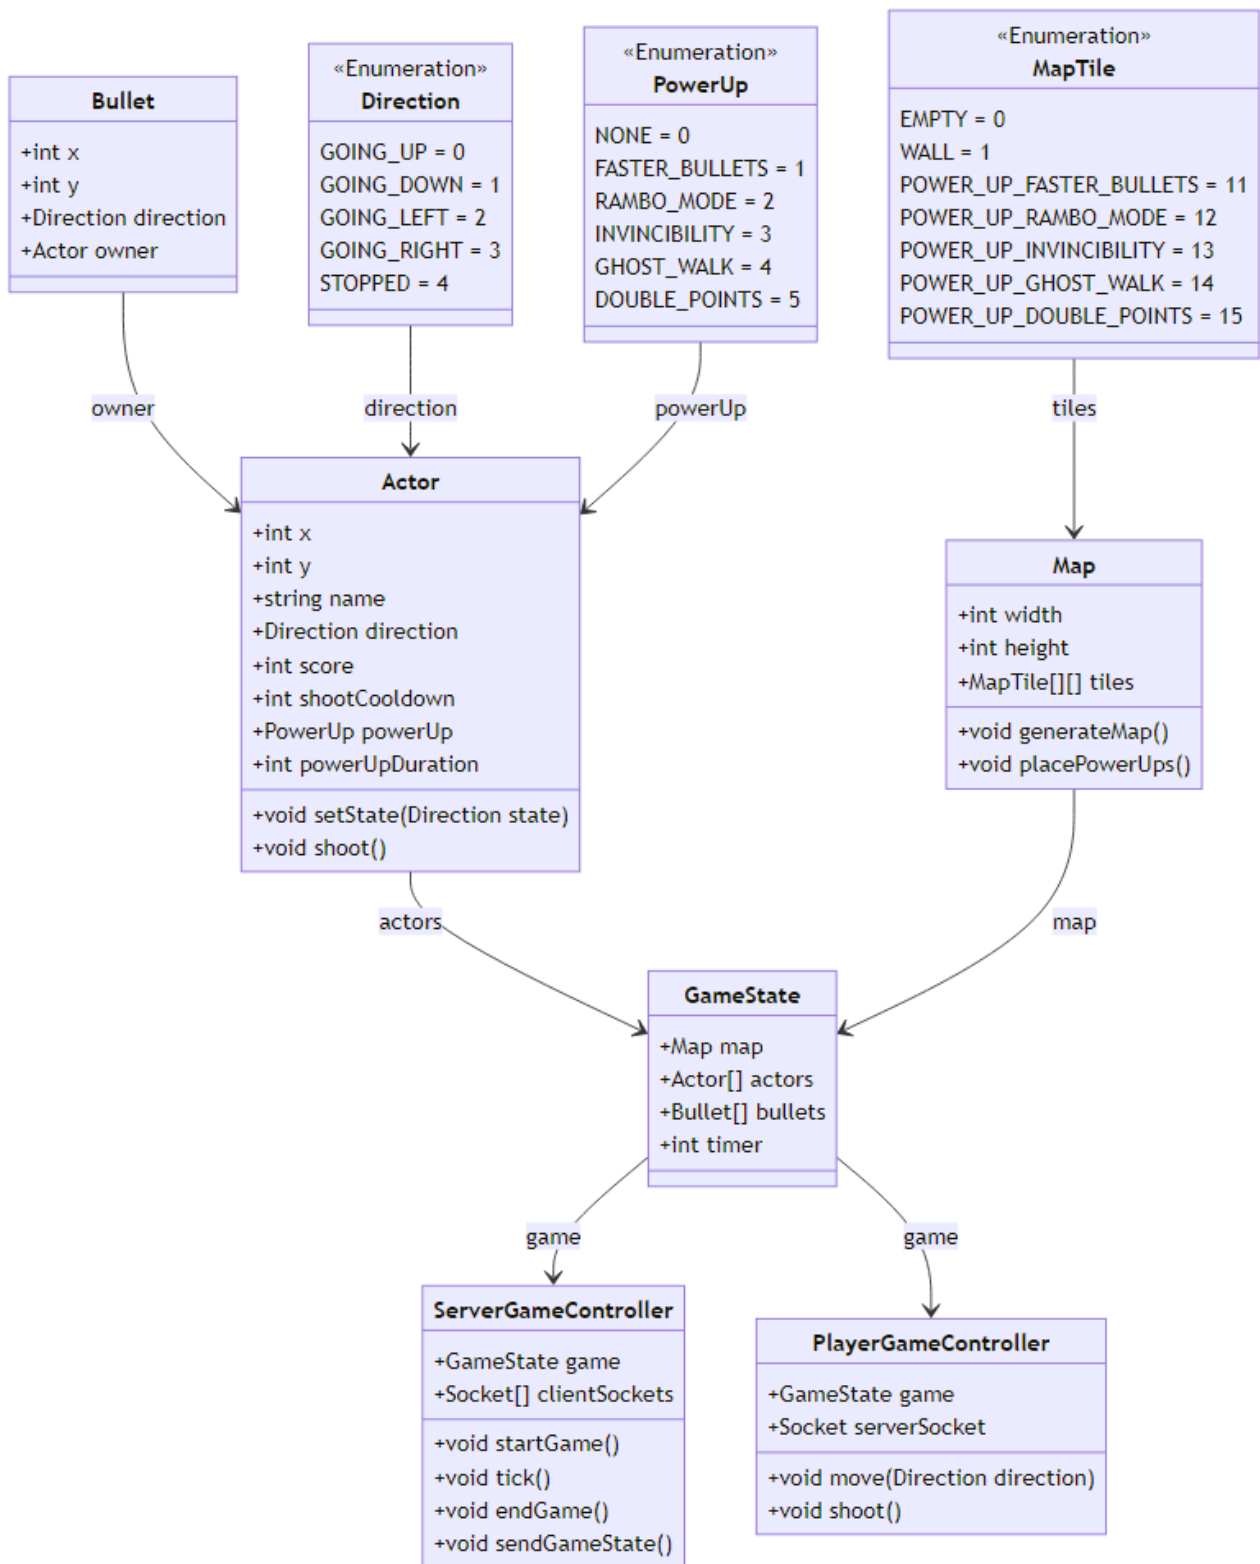 Bullet
+int x
+int y
+Direction direction
+Actor owner
«Enumeration»
Direction
GOING_UP = 0
GOING_DOWN = 1
GOING_LEFT = 2
GOING_RIGHT = 3
STOPPED = 4
«Enumeration»
PowerUp
NONE = 0
FASTER_BULLETS = 1
RAMBO_MODE = 2
INVINCIBILITY = 3
GHOST_WALK = 4
DOUBLE_POINTS = 5
«Enumeration»
MapTile
EMPTY = 0
WALL = 1
POWER_UP_FASTER_BULLETS = 11
POWER_UP_RAMBO_MODE = 12
POWER_UP_INVINCIBILITY = 13
POWER_UP_GHOST_WALK = 14
POWER_UP_DOUBLE_POINTS = 15
owner
direction
powerUp
tiles
Actor
+int x
+int y
+string name
+Direction direction
+int score
+int shootCooldown
+PowerUp powerUp
+int powerUpDuration
+void setState(Direction state)
+void shoot()
Map
+int width
+int height
+MapTile[][] tiles
+void generateMap()
+void placePowerUps()
actors
map
GameState
+Map map
+Actor[] actors
+Bullet[] bullets
+int timer
game
game
ServerGameController
+GameState game
+Socket[] clientSockets
+void startGame()
+void tick()
+void endGame()
+void sendGameState()
PlayerGameController
+GameState game
+Socket serverSocket
+void move(Direction direction)
+void shoot()